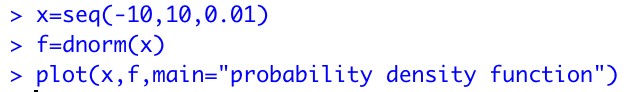 > x=seq(-10,10,0.01)
> f=dnorm(x)
> plot(x,f,main="probability density function")